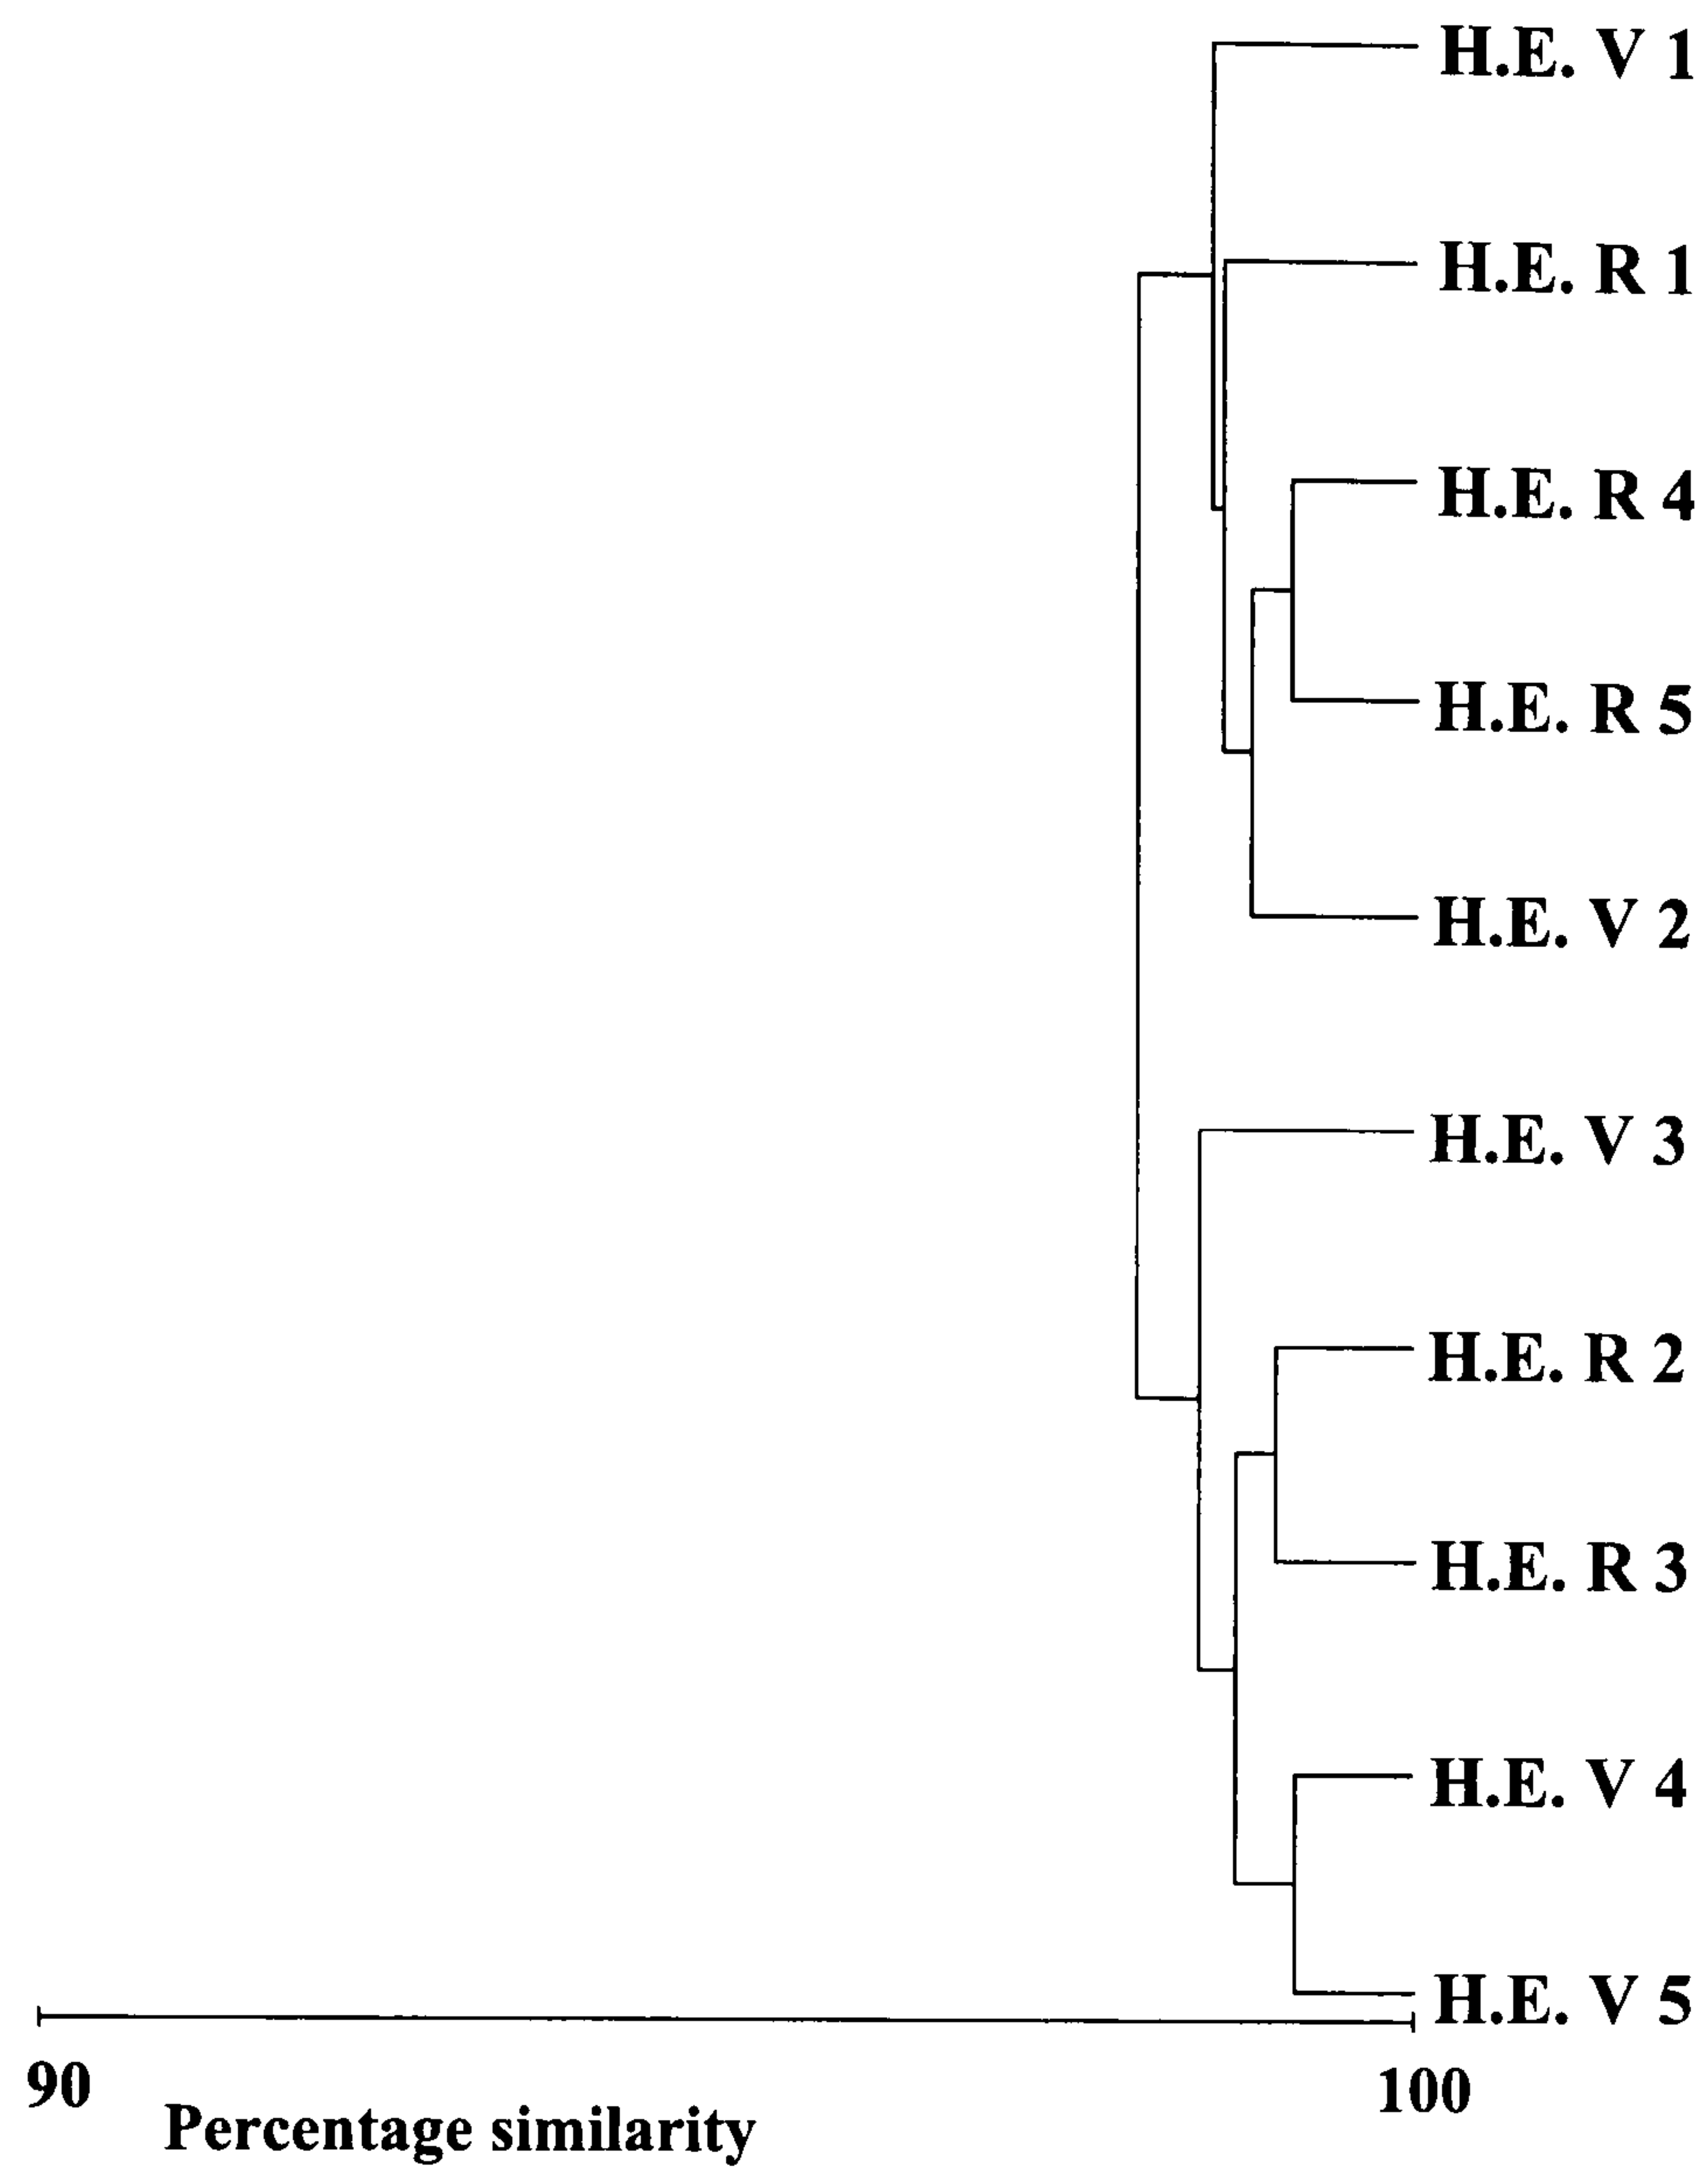 H.E. V 1
H.E. R 1
H.E. R 4
H.E. R 5
H.E. V 2
H.E. V 3
H.E. R 2
H.E. R 3
H.E. V 4
H.E. V 5
90
100
Percentage similarity